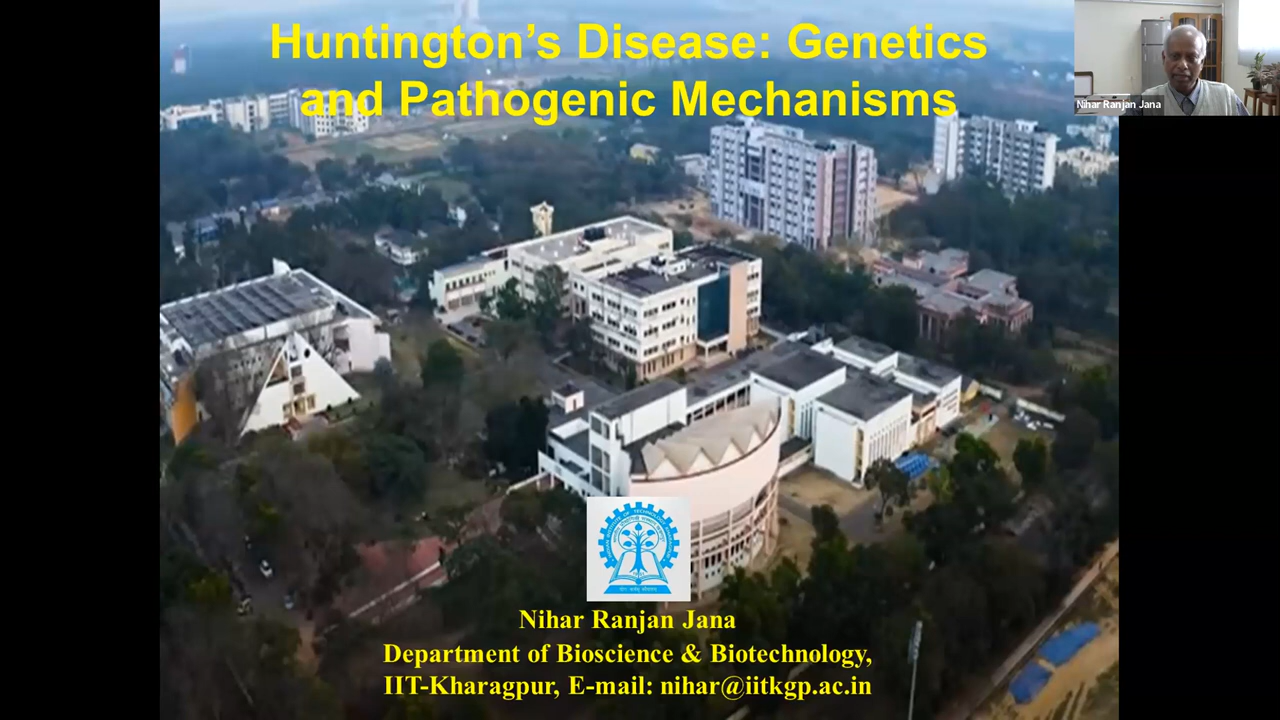 Huntington’s Disease: Genetics
and Pathogenic Mechanisms
Nihar Ranjan Jana
Nihar Ranjan Jana
Department of Bioscience & Biotechnology,
IIT-Kharagpur, E-mail: nihar@iitkgp.ac.in